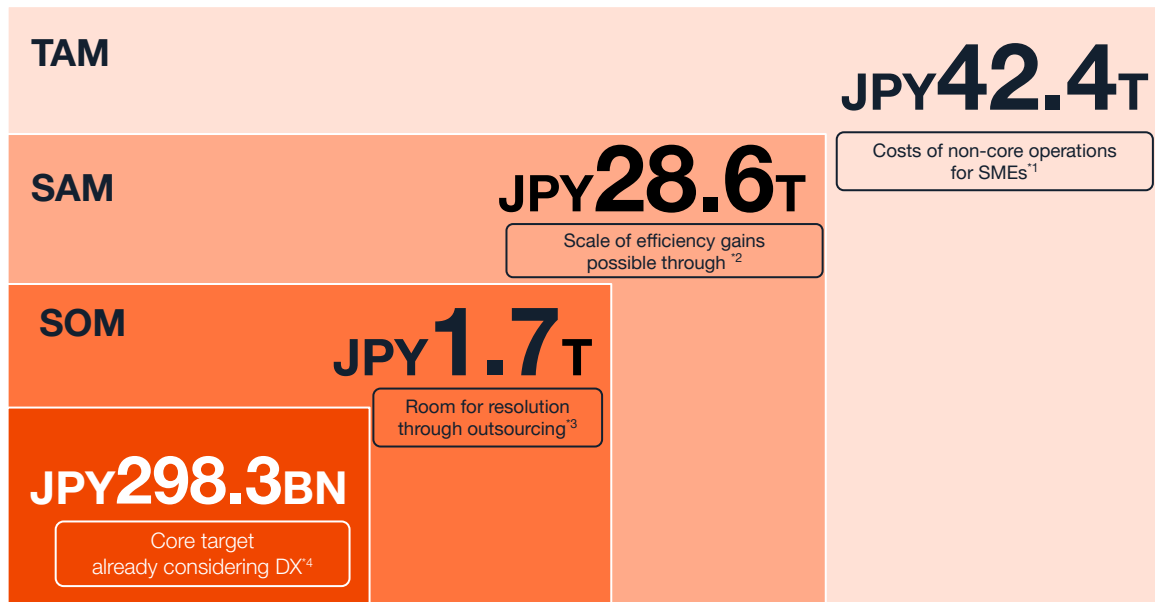 TAM
JPY42.4T
Costs of non-core operations
for SMEs*1
SAM
JPY28.6T
Scale of efficiency gains
possible through *2
SOM
JPY1.7T
Room for resolution
through outsourcing*3
JPY298.3BN
Core target
already considering DX*4